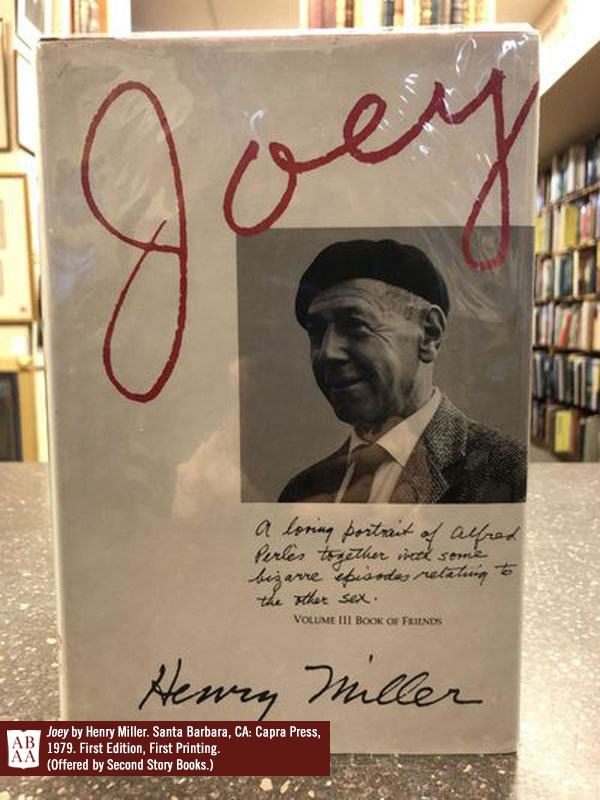 Joey
A loving portrait of Alfred
Perlès together with some
bizarre episodes relating to
the other sex.
VOLUME III BOOK OF FRIENDS
Henry Miller
AB
AA
Joey by Henry Miller. Santa Barbara, CA: Capra Press,
1979. First Edition, First Printing.
(Offered by Second Story Books.)